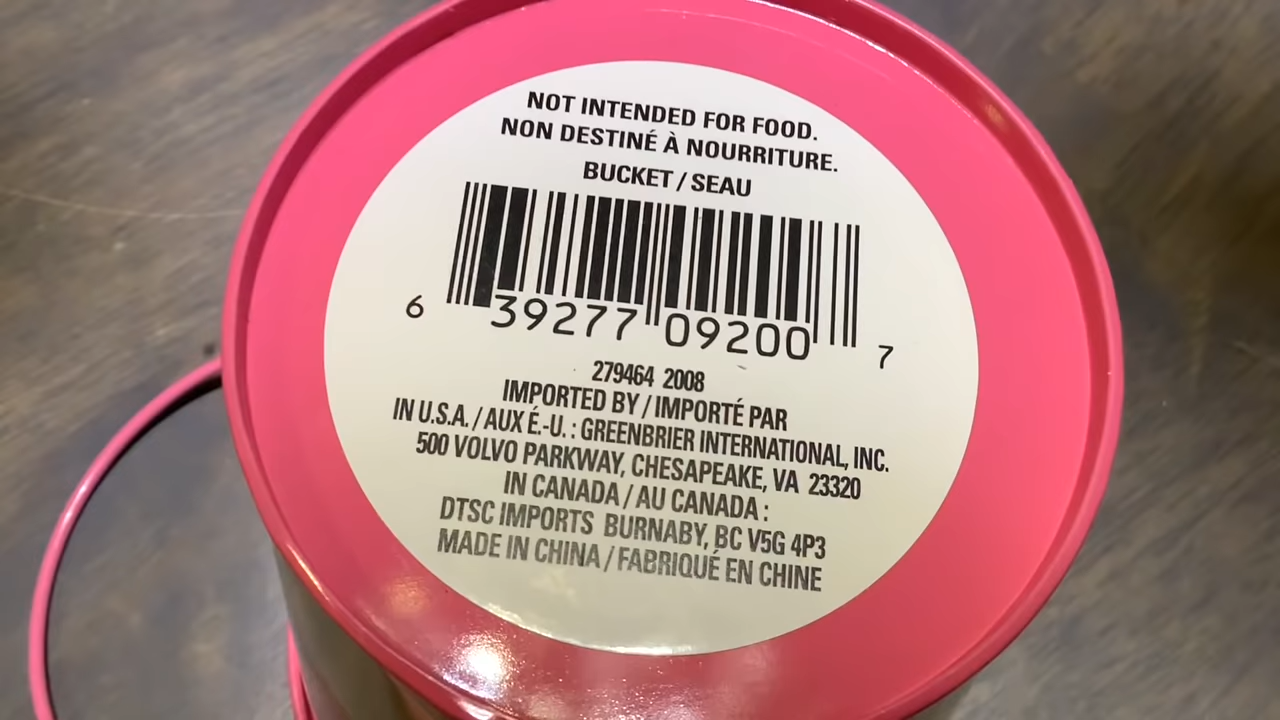 NOT INTENDED FOR FOOD.
NON DESTINÉ À NOURRITURE.
BUCKET / SEAU
6 39277 09200 7
279464 2008
IMPORTED BY / IMPORTÉ PAR
IN U.S.A. / AUX É.-U. : GREENBRIER INTERNATIONAL, INC.
500 VOLVO PARKWAY, CHESAPEAKE, VA 23320
IN CANADA / AU CANADA :
DTSC IMPORTS BURNABY, BC V5G 4P3
MADE IN CHINA / FABRIQUÉ EN CHINE